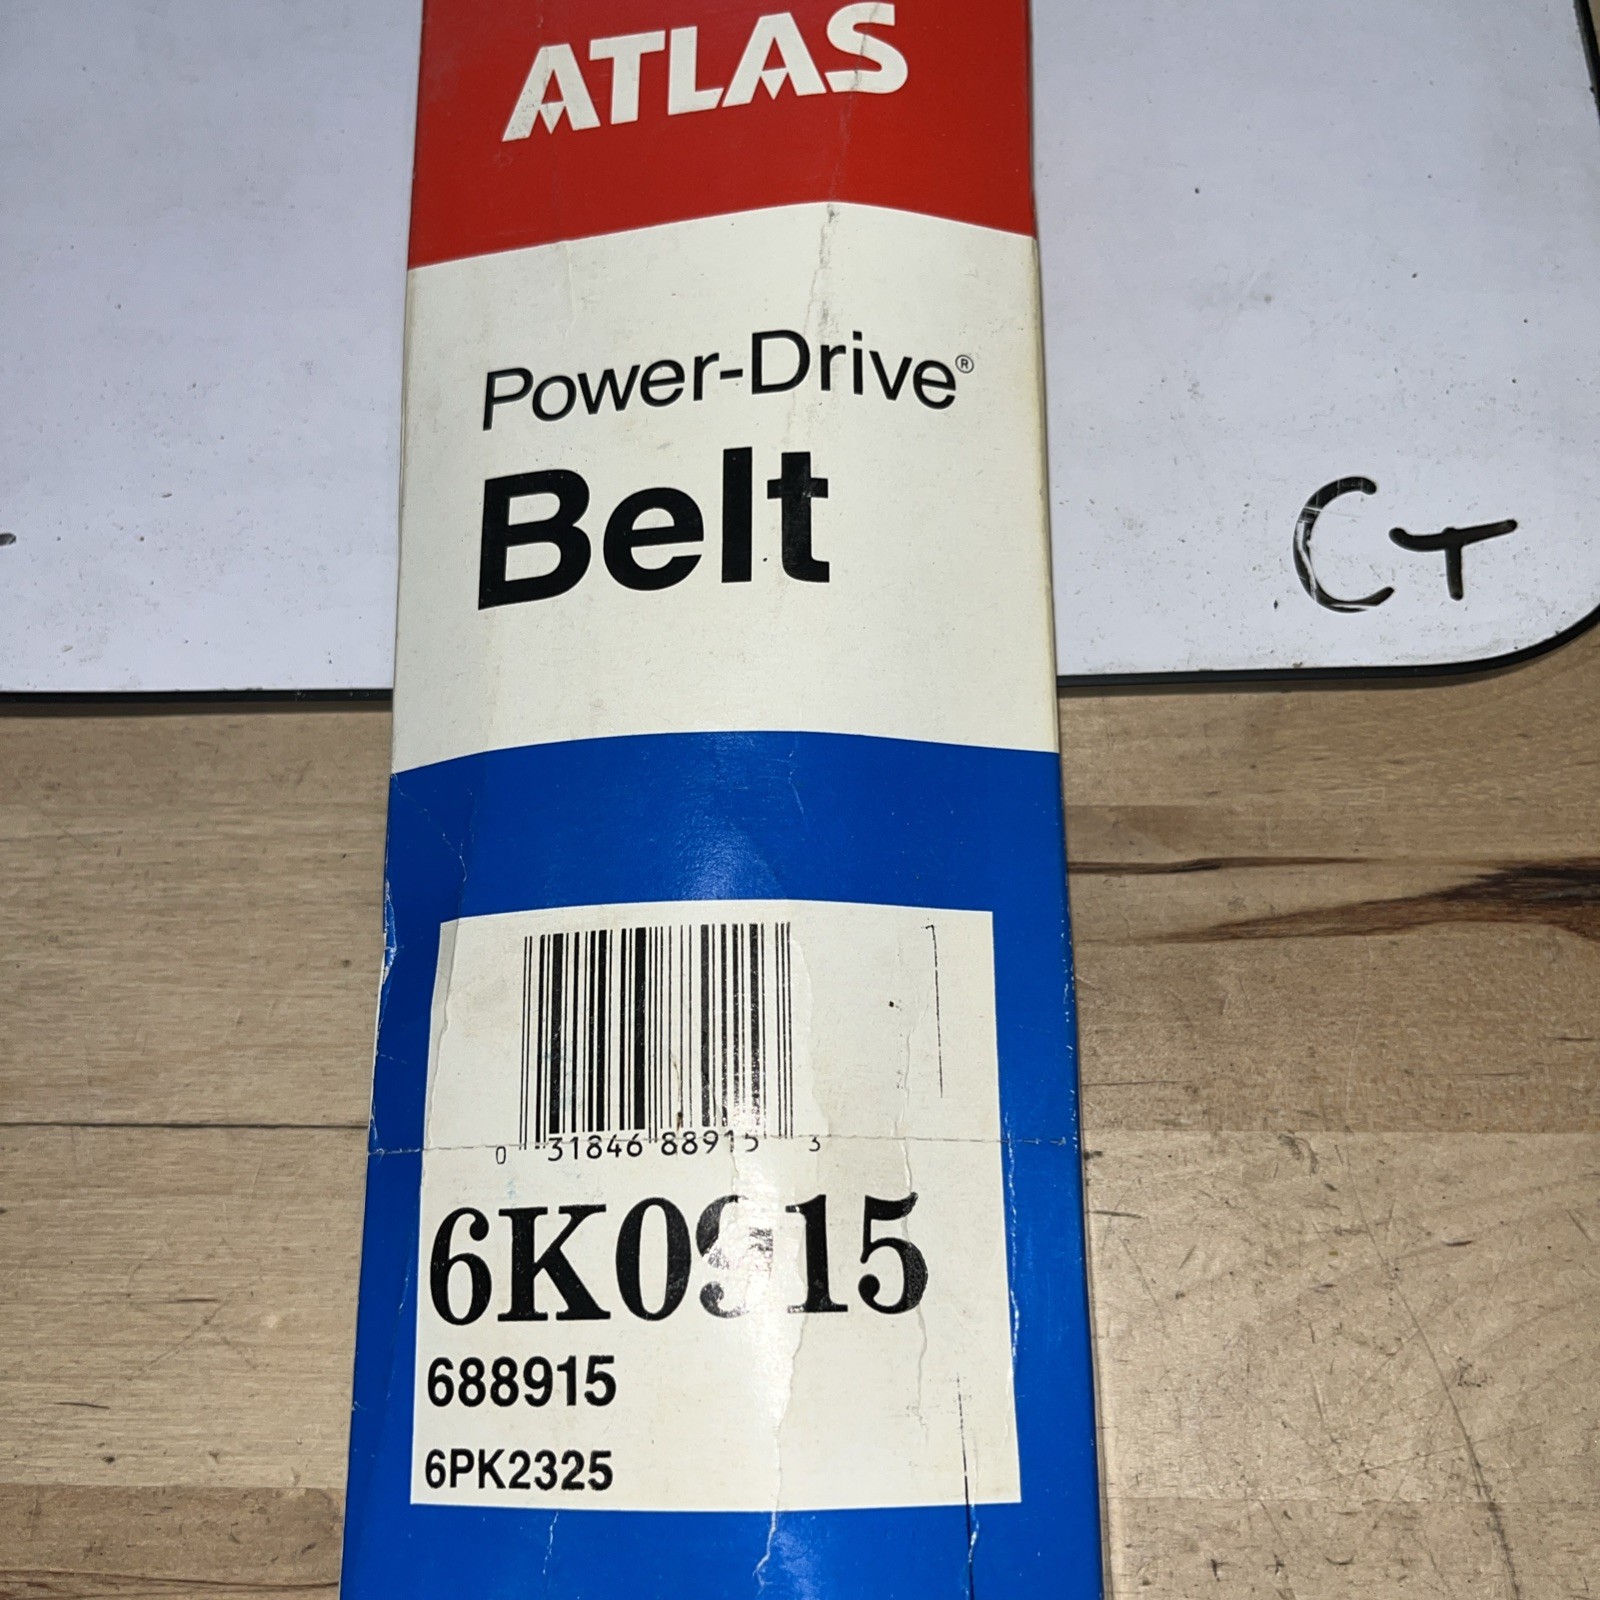 ATLAS
Power-Drive®
Belt
CT
0 31846 88915 3
6K0915
688915
6PK2325